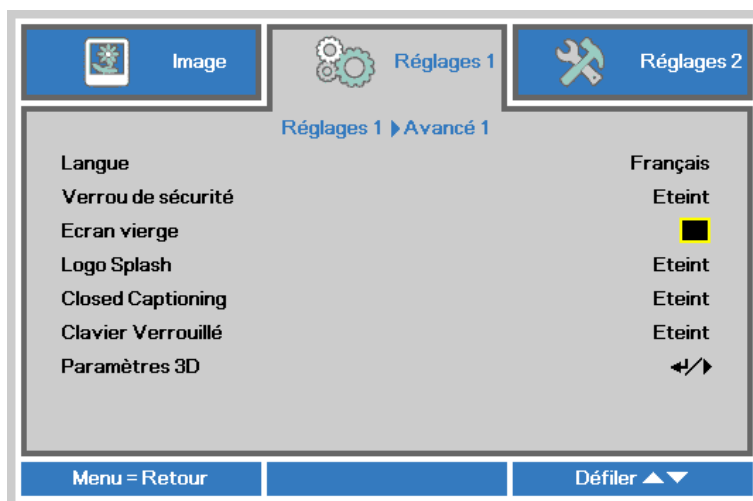 Image
Réglages 1
Réglages 2
Réglages 1 Avancé 1
Langue Français
Verrou de sécurité Eteint
Ecran vierge
Logo Splash Eteint
Closed Captioning Eteint
Clavier Verrouillé Eteint
Paramètres 3D ↵/▶
Menu = Retour
Défiler ▲▼